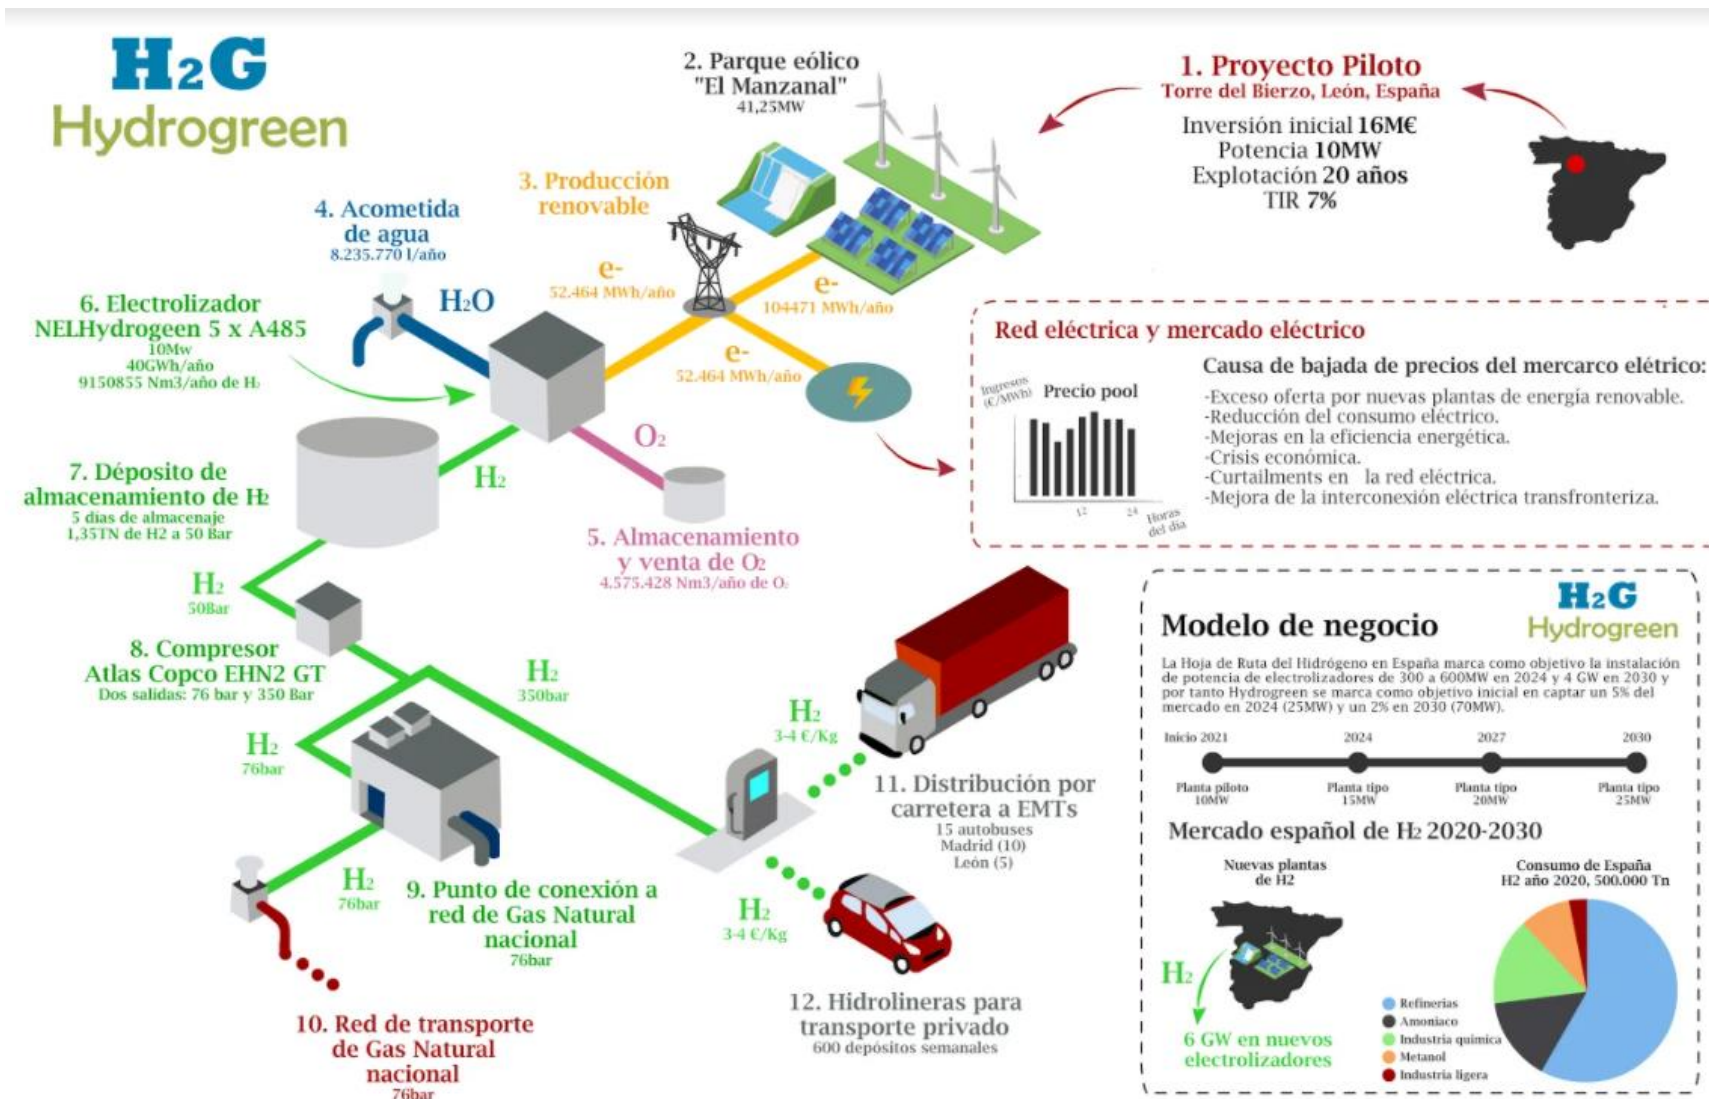 H2G
Hydrogreen
1. Proyecto Piloto
Torre del Bierzo, León, España
Inversión inicial 16M€
Potencia 10MW
Explotación 20 años
TIR 7%
2. Parque eólico
"El Manzanal"
41,25MW
3. Producción
renovable
e-
52.464 MWh/año
e-
104471 MWh/año
e-
52.464 MWh/año
4. Acometida
de agua
8.235.770 l/año
H2O
6. Electrolizador
NELHydrogeen 5 x A485
10Mw
40GWh/año
9150855 Nm3/año de H2
O2
H2
5. Almacenamiento
y venta de O2
4.575.428 Nm3/año de O2
7. Déposito de
almacenamiento de H2
5 días de almacenaje
1,35TN de H2 a 50 Bar
H2
50Bar
8. Compresor
Atlas Copco EHN2 GT
Dos salidas: 76 bar y 350 Bar
H2
350bar
H2
76bar
H2
76bar
9. Punto de conexión a
red de Gas Natural
nacional
76bar
10. Red de transporte
de Gas Natural
nacional
76bar
H2
3-4 €/Kg
11. Distribución por
carretera a EMTs
15 autobuses
Madrid (10)
León (5)
H2
3-4 €/Kg
12. Hidrolineras para
transporte privado
600 depósitos semanales
Red eléctrica y mercado eléctrico
Ingresos
(€/MWh)
Precio pool
12
24
Horas
del día
Causa de bajada de precios del mercarco elétrico:
-Exceso oferta por nuevas plantas de energía renovable.
-Reducción del consumo eléctrico.
-Mejoras en la eficiencia energética.
-Crisis económica.
-Curtailments en la red eléctrica.
-Mejora de la interconexión eléctrica transfronteriza.
H2G
Hydrogreen
Modelo de negocio
La Hoja de Ruta del Hidrógeno en España marca como objetivo la instalación
de potencia de electrolizadores de 300 a 600MW en 2024 y 4 GW en 2030 y
por tanto Hydrogreen se marca como objetivo inicial en captar un 5% del
mercado en 2024 (25MW) y un 2% en 2030 (70MW).
Inicio 2021
2024
2027
2030
Planta piloto
10MW
Planta tipo
15MW
Planta tipo
20MW
Planta tipo
25MW
Mercado español de H2 2020-2030
Nuevas plantas
de H2
H2
6 GW en nuevos
electrolizadores
Consumo de España
H2 año 2020, 500.000 Tn
Refinerias
Amoniaco
Industria química
Metanol
Industria ligera